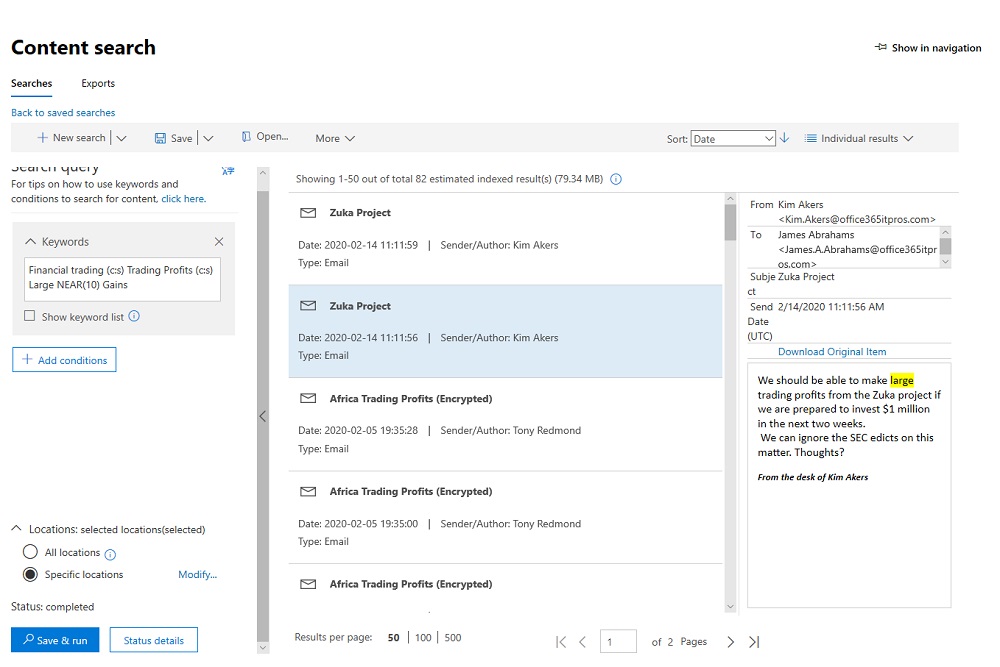 Content search
Show in navigation
Searches Exports
Back to saved searches
New search Save Open... More Sort: Date Individual results
Search query
For tips on how to use keywords and
conditions to search for content, click here.
Keywords
Financial trading (c:s) Trading Profits (c:s)
Large NEAR(10) Gains
Show keyword list
Add conditions
Locations: selected locations(selected)
All locations
Specific locations Modify...
Status: completed
Save & run Status details
Showing 1-50 out of total 82 estimated indexed result(s) (79.34 MB)
Zuka Project
Date: 2020-02-14 11:11:59 | Sender/Author: Kim Akers
Type: Email
Zuka Project
Date: 2020-02-14 11:11:56 | Sender/Author: Kim Akers
Type: Email
Africa Trading Profits (Encrypted)
Date: 2020-02-05 19:35:28 | Sender/Author: Tony Redmond
Type: Email
Africa Trading Profits (Encrypted)
Date: 2020-02-05 19:35:00 | Sender/Author: Tony Redmond
Type: Email
Africa Trading Profits (Encrypted)
Results per page: 50 | 100 | 500
1 of 2 Pages
From Kim Akers
<Kim.Akers@office365itpros.com>
To James Abrahams
<James.A.Abrahams@office365itpr
os.com>
Subje Zuka Project
ct
Send 2/14/2020 11:11:56 AM
Date
(UTC)
Download Original Item
We should be able to make large
trading profits from the Zuka project if
we are prepared to invest $1 million
in the next two weeks.
We can ignore the SEC edicts on this
matter. Thoughts?
From the desk of Kim Akers